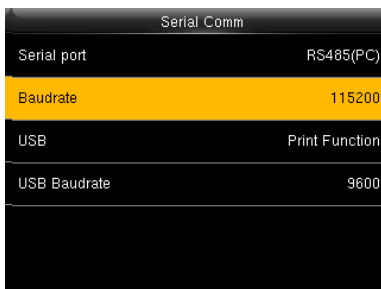 Serial Comm
Serial port RS485(PC)
Baudrate 115200
USB Print Function
USB Baudrate 9600